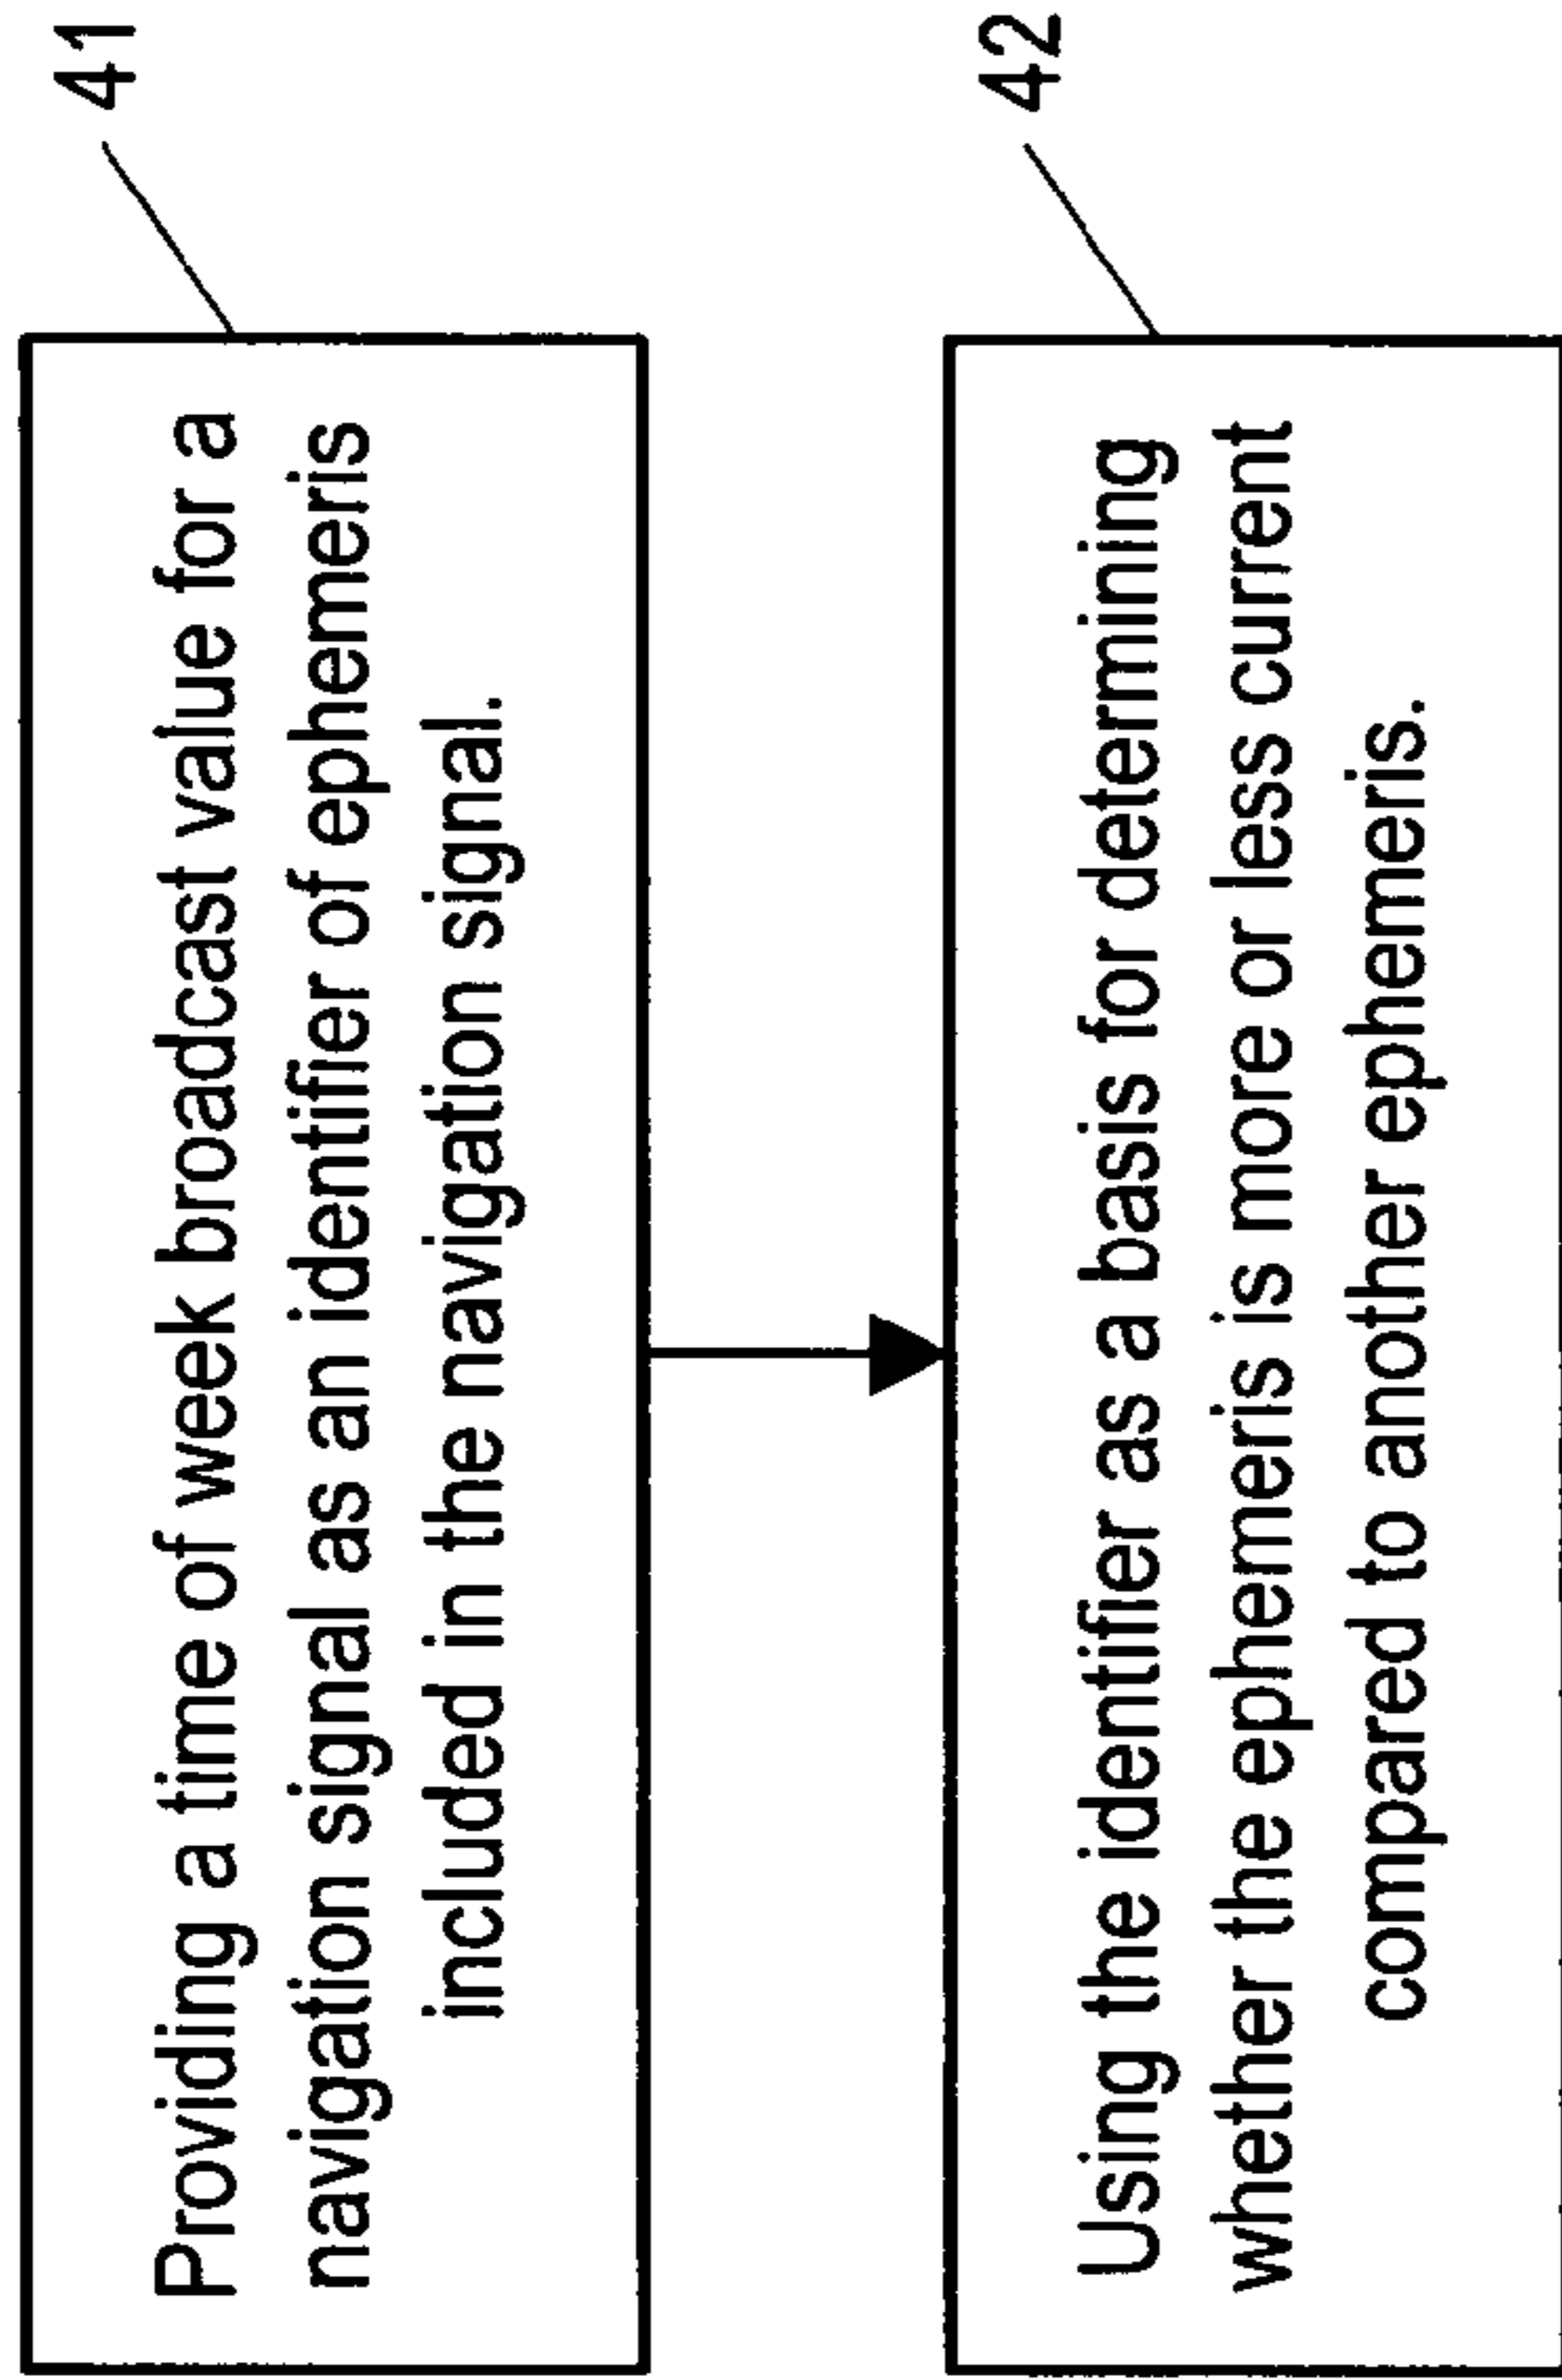 41
Providing a time of week broadcast value for a
navigation signal as an identifier of ephemeris
included in the navigation signal.
42
Using the identifier as a basis for determining
whether the ephemeris is more or less current
compared to another ephemeris.